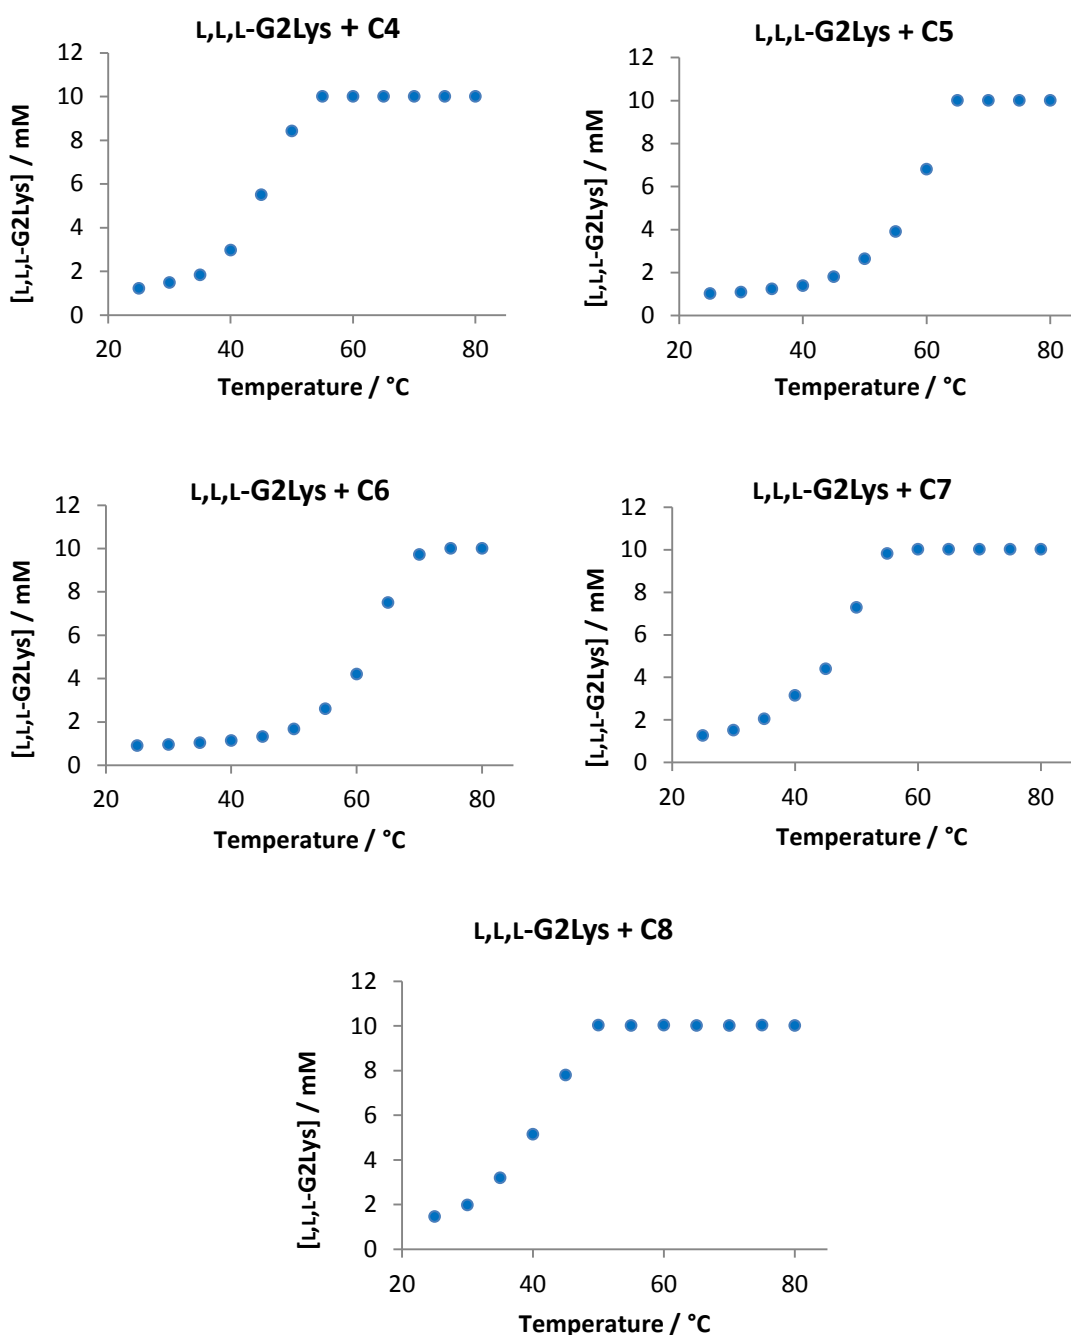 L,L,L-G2Lys + C4
[L,L,L-G2Lys] / mM
12
10
8
6
4
2
0
20 40 60 80
Temperature / °C
L,L,L-G2Lys + C5
[L,L,L-G2Lys] / mM
12
10
8
6
4
2
0
20 40 60 80
Temperature / °C
L,L,L-G2Lys + C6
[L,L,L-G2Lys] / mM
12
10
8
6
4
2
0
20 40 60 80
Temperature / °C
L,L,L-G2Lys + C7
[L,L,L-G2Lys] / mM
12
10
8
6
4
2
0
20 40 60 80
Temperature / °C
L,L,L-G2Lys + C8
[L,L,L-G2Lys] / mM
12
10
8
6
4
2
0
20 40 60 80
Temperature / °C